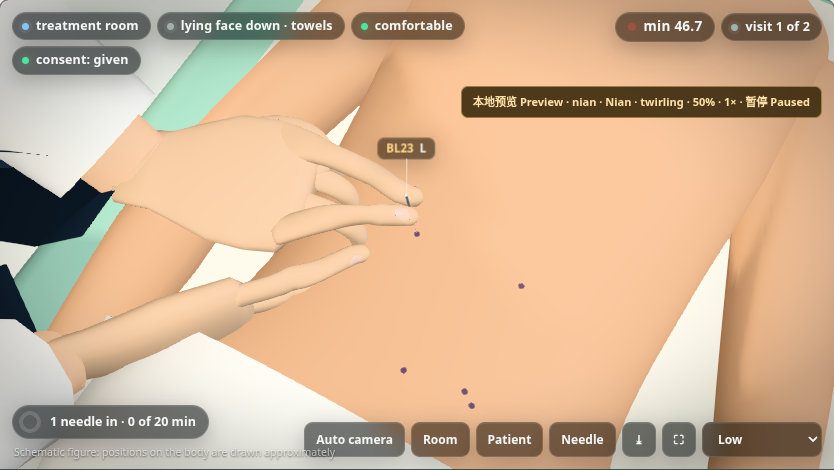 treatment room
lying face down · towels
comfortable
min 46.7
visit 1 of 2
consent: given
本地预览 Preview · nian · Nian · twirling · 50% · 1× · 暂停 Paused
BL23 L
1 needle in · 0 of 20 min
Auto camera
Room
Patient
Needle
Low
Schematic figure: positions on the body are drawn approximately